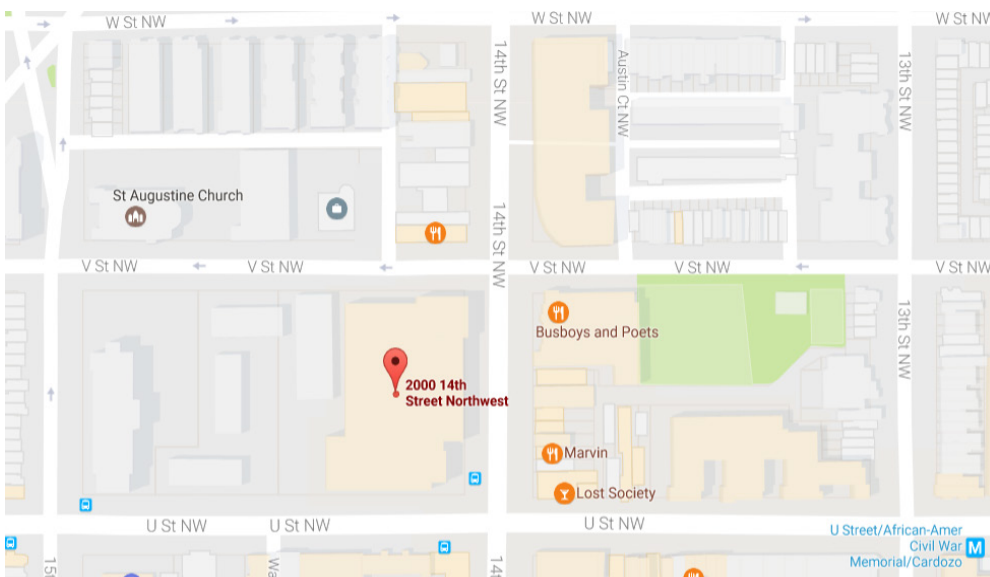 W St NW
W St NW
W St NW
14th St NW
Austin Ct NW
13th St NW
St Augustine Church
14th St NW
V St NW
V St NW
V St NW
V St NW
V St NW
Busboys and Poets
13th St NW
2000 14th
Street Northwest
Marvin
Lost Society
U St NW
U St NW
U St NW
U Street/African-Amer
Civil War
Memorial/Cardozo
M
15t
Wa
14t